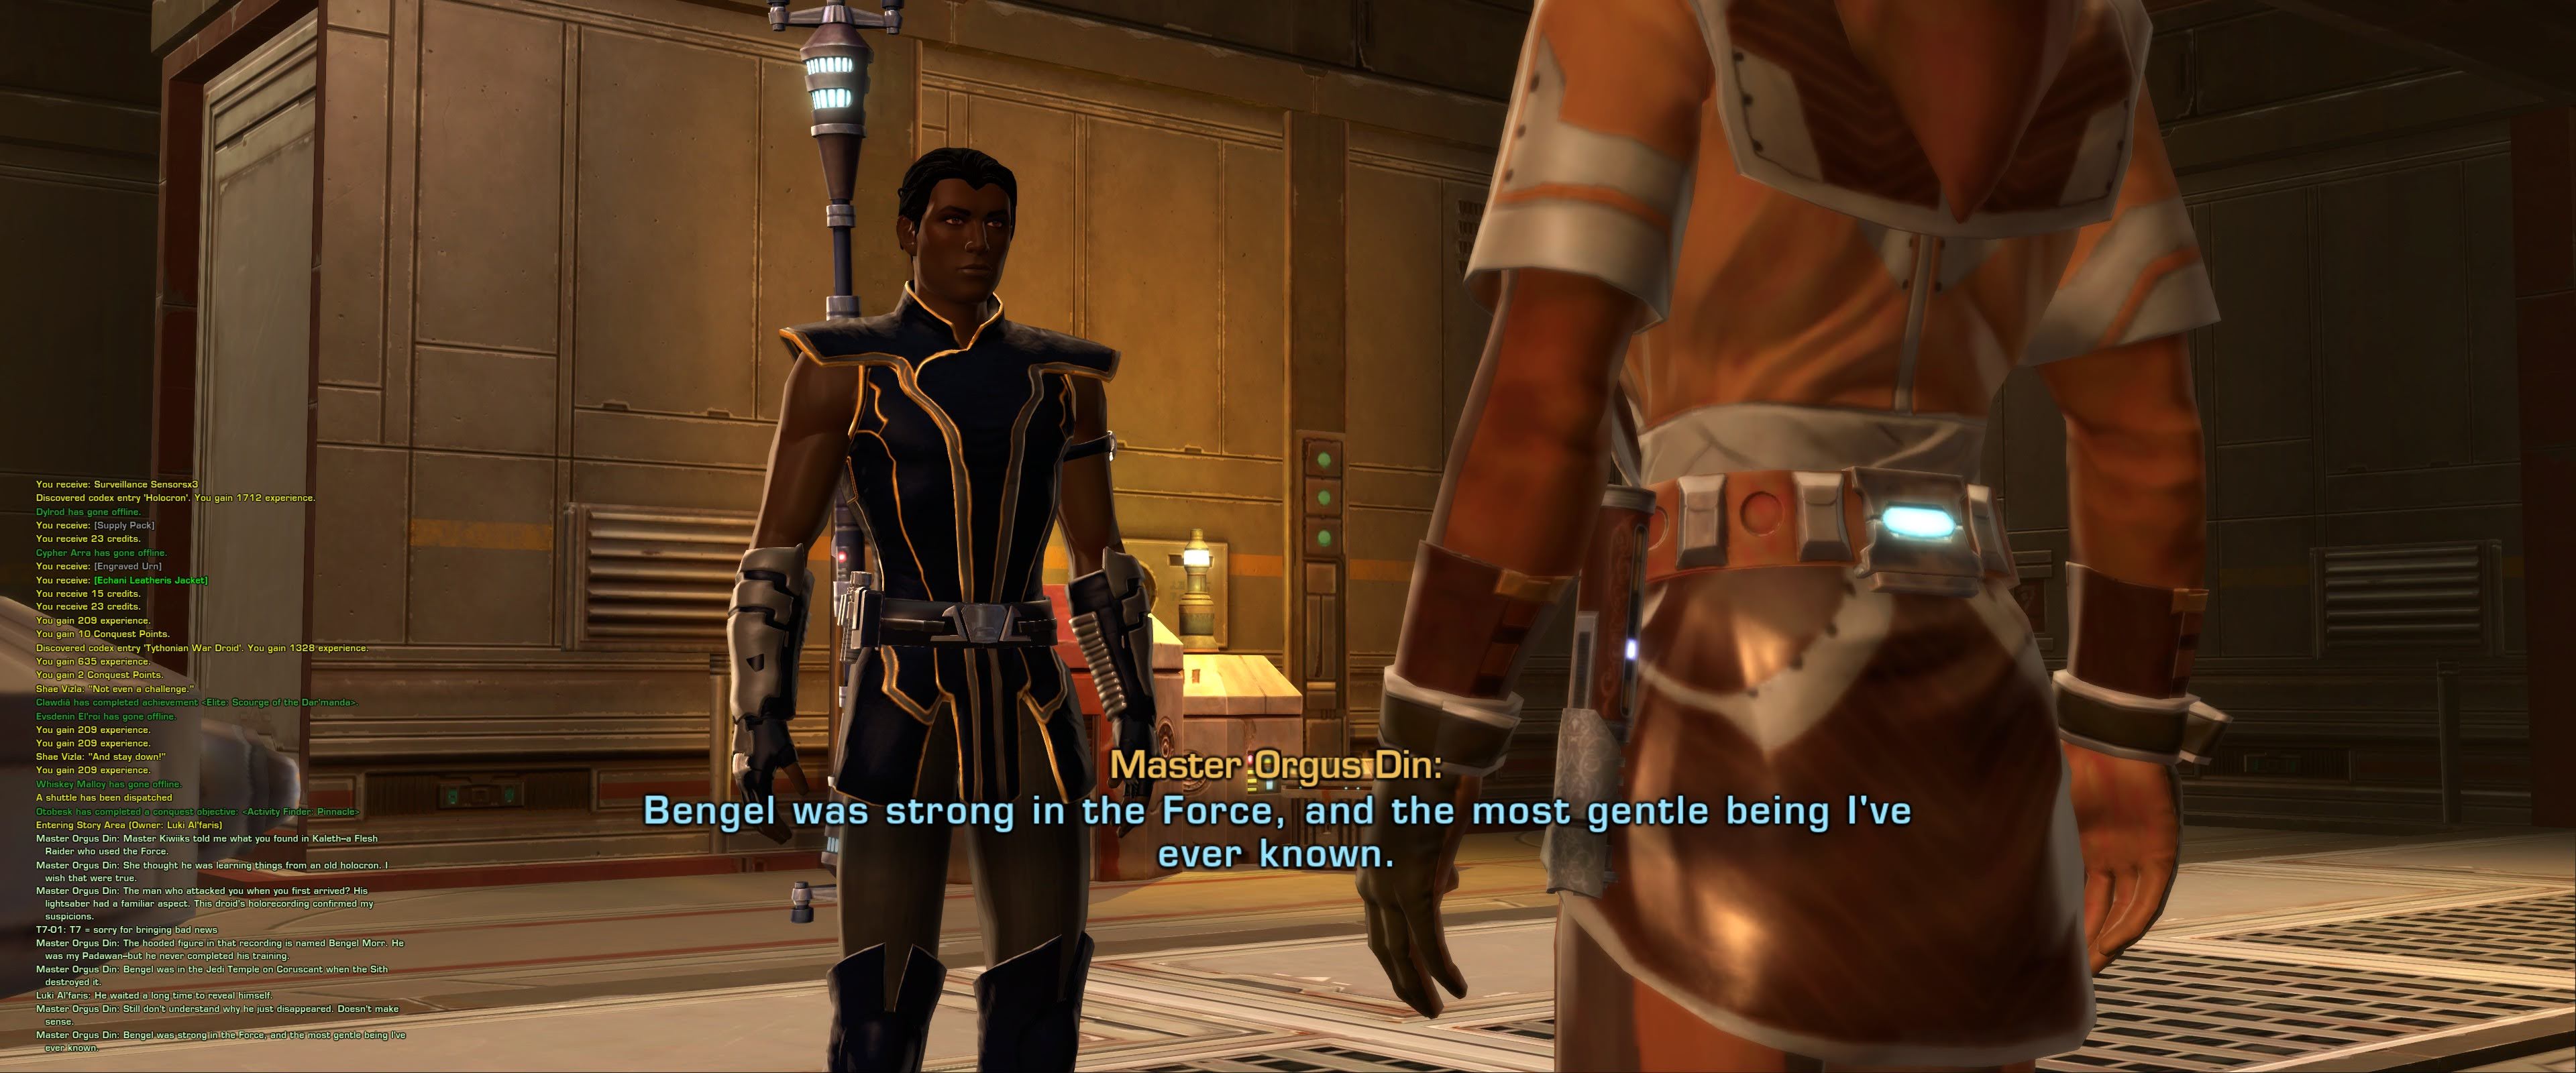 You receive: Surveillance Sensorsx3
Discovered codex entry 'Holocron'. You gain 1712 experience.
Dylrod has gone offline.
You receive: [Supply Pack]
You receive 23 credits.
Cypher Arra has gone offline.
You receive: [Engraved Urn]
You receive: [Echani Leatheris Jacket]
You receive 15 credits.
You receive 23 credits.
You gain 209 experience.
You gain 10 Conquest Points.
Discovered codex entry 'Tythonian War Droid'. You gain 1328 experience.
You gain 635 experience.
You gain 2 Conquest Points.
Shae Vizla: "Not even a challenge."
Clawdiâ has completed achievement <Elite: Scourge of the Dar'manda>.
Evsdenin El'roi has gone offline.
You gain 209 experience.
You gain 209 experience.
Shae Vizla: "And stay down!"
You gain 209 experience.
Whiskey Malloy has gone offline.
A shuttle has been dispatched
Otobesk has completed a conquest objective: <Activity Finder: Pinnacle>
Entering Story Area (Owner: Luki Al'faris)
Master Orgus Din: Master Kiwiiks told me what you found in Kaleth—a Flesh
Raider who used the Force.
Master Orgus Din: She thought he was learning things from an old holocron. I
wish that were true.
Master Orgus Din: The man who attacked you when you first arrived? His
lightsaber had a familiar aspect. This droid's holorecording confirmed my
suspicions.
T7-O1: T7 = sorry for bringing bad news
Master Orgus Din: The hooded figure in that recording is named Bengel Morr. He
was my Padawan—but he never completed his training.
Master Orgus Din: Bengel was in the Jedi Temple on Coruscant when the Sith
destroyed it.
Luki Al'faris: He waited a long time to reveal himself.
Master Orgus Din: Still don't understand why he just disappeared. Doesn't make
sense.
Master Orgus Din: Bengel was strong in the Force, and the most gentle being I've
ever known.
Master Orgus Din:
Bengel was strong in the Force, and the most gentle being I've
ever known.